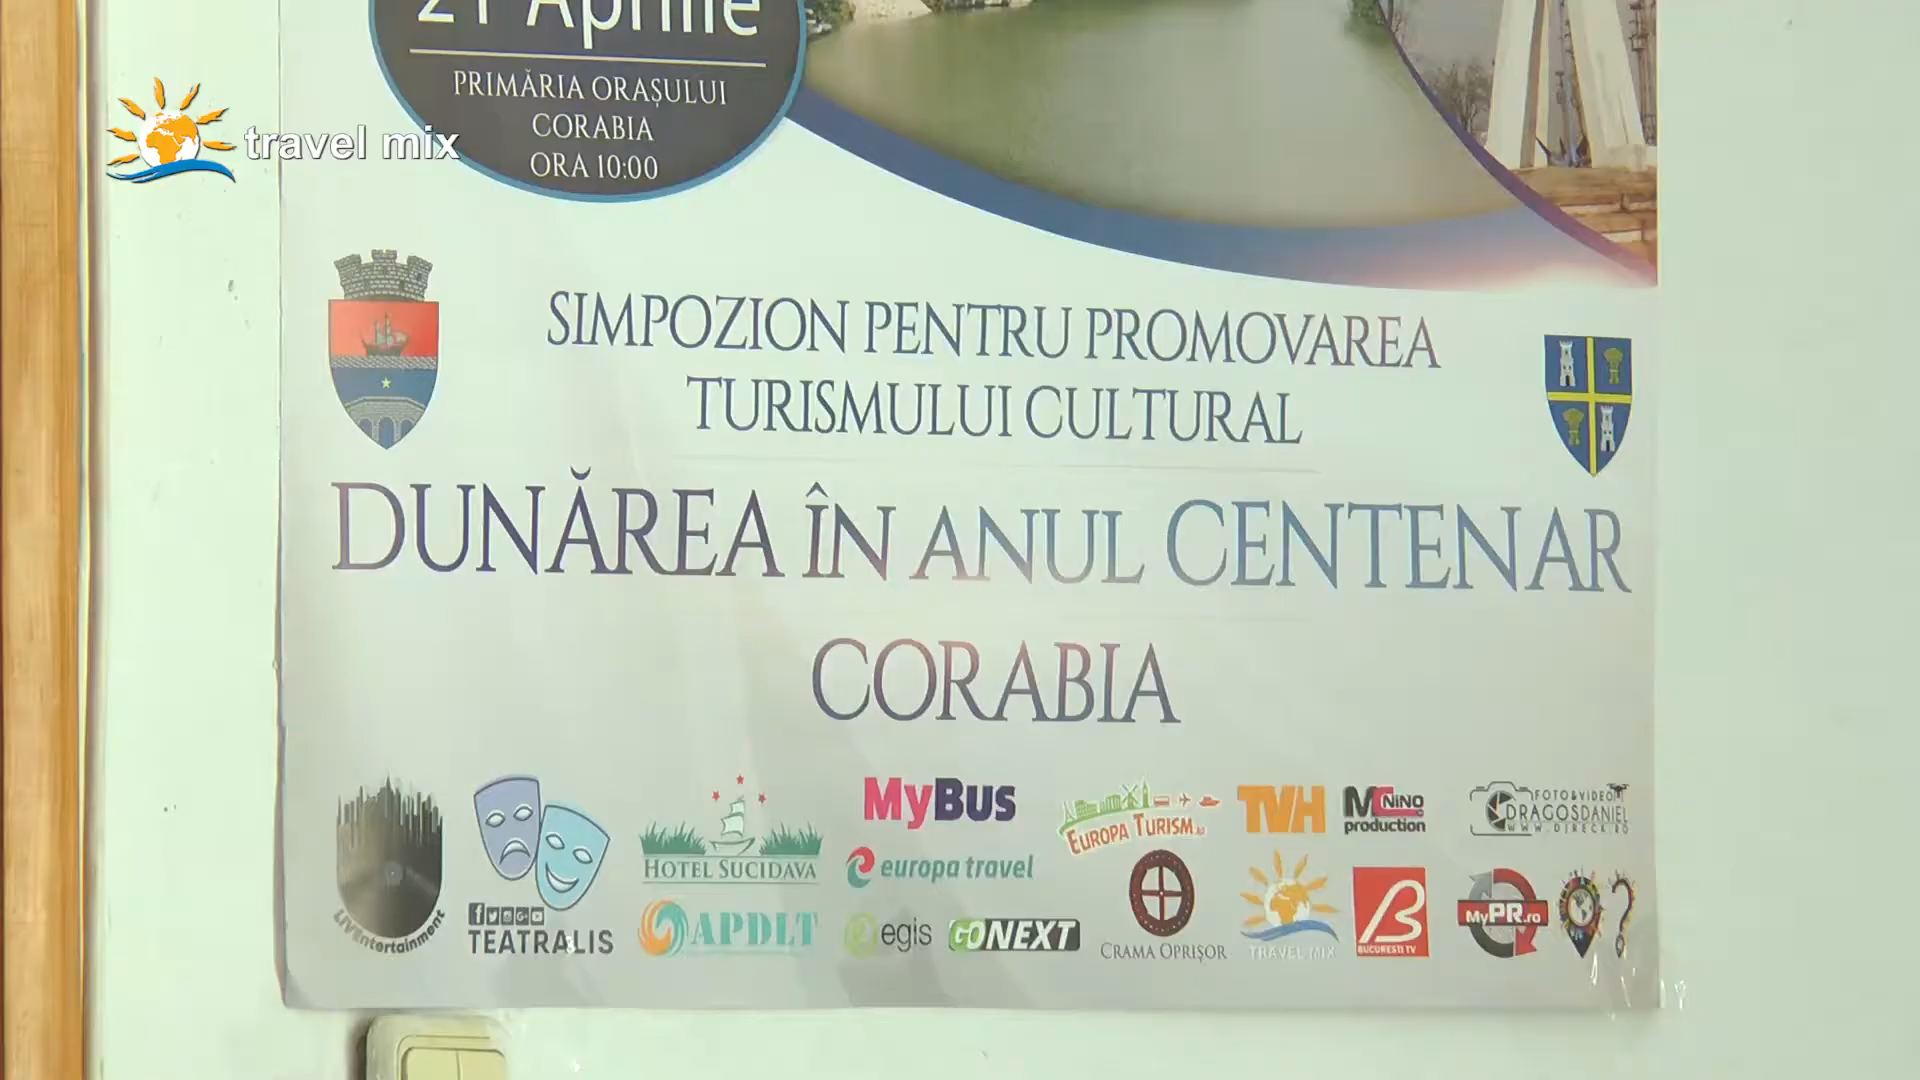 21 Aprilie
PRIMĂRIA ORAȘULUI
CORABIA
ORA 10:00
travel mix
SIMPOZION PENTRU PROMOVAREA
TURISMULUI CULTURAL
DUNĂREA ÎN ANUL CENTENAR
CORABIA
LIVEntertainment
TEATRALIS
HOTEL SUCIDAVA
APDLT
MyBus
europa travel
egis
GONEXT
EUROPA TURISM.RO
CRAMA OPRIȘOR
TVH
TRAVEL MIX
MC NINO
production
BUCURESTI TV
FOTO&VIDEO
DRAGOSDANIEL
MyPR.ro